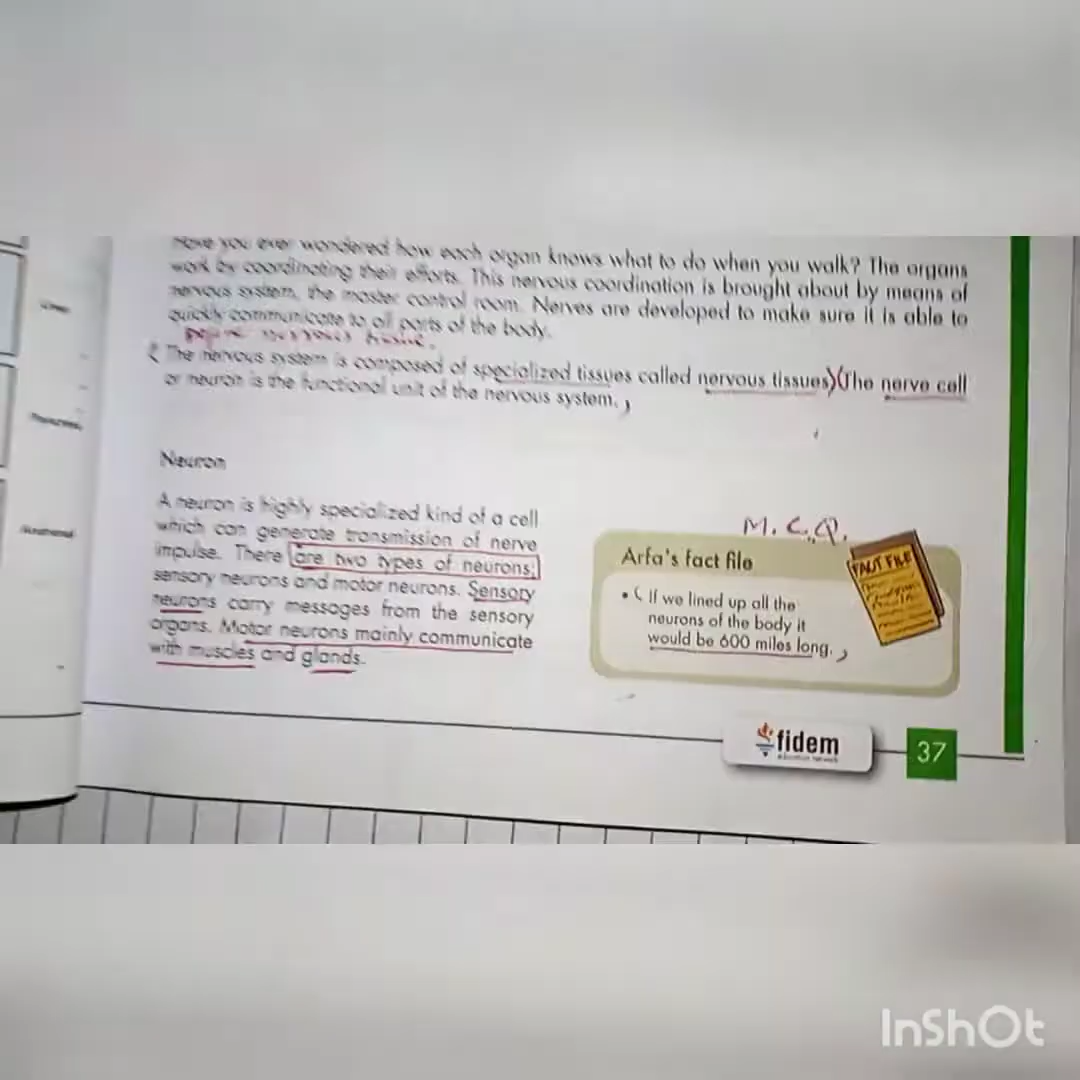 Have you ever wondered how each organ knows what to do when you walk? The organs
work by coordinating their efforts. This nervous coordination is brought about by means of
nervous system, the master control room. Nerves are developed to make sure it is able to
quickly communicate to all parts of the body.
Define nervous tissue.
( The nervous system is composed of specialized tissues called nervous tissues)(The nerve cell
or neuron is the functional unit of the nervous system.)
Neuron
A neuron is highly specialized kind of a cell
which can generate transmission of nerve
impulse. There are two types of neurons;
sensory neurons and motor neurons. Sensory
neurons carry messages from the sensory
organs. Motor neurons mainly communicate
with muscles and glands.
M.C.Q.
Arfa's fact file
FACT FILE
• ( If we lined up all the
neurons of the body it
would be 600 miles long. )
fidem
37
InShOt